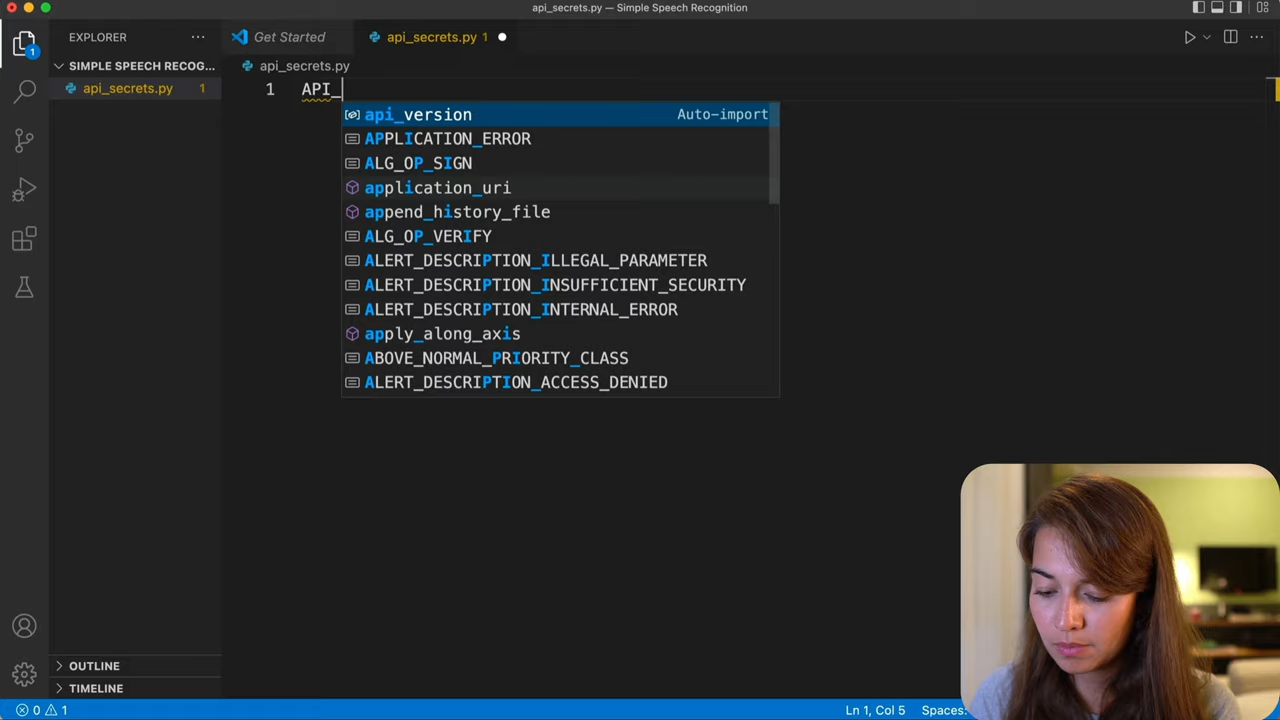 api_secrets.py — Simple Speech Recognition
EXPLORER
Get Started
api_secrets.py 1
1
SIMPLE SPEECH RECOG...
api_secrets.py
api_secrets.py 1
1 API_
api_version Auto-import
APPLICATION_ERROR
ALG_OP_SIGN
application_uri
append_history_file
ALG_OP_VERIFY
ALERT_DESCRIPTION_ILLEGAL_PARAMETER
ALERT_DESCRIPTION_INSUFFICIENT_SECURITY
ALERT_DESCRIPTION_INTERNAL_ERROR
apply_along_axis
ABOVE_NORMAL_PRIORITY_CLASS
ALERT_DESCRIPTION_ACCESS_DENIED
OUTLINE
TIMELINE
0 1
Ln 1, Col 5 Spaces: